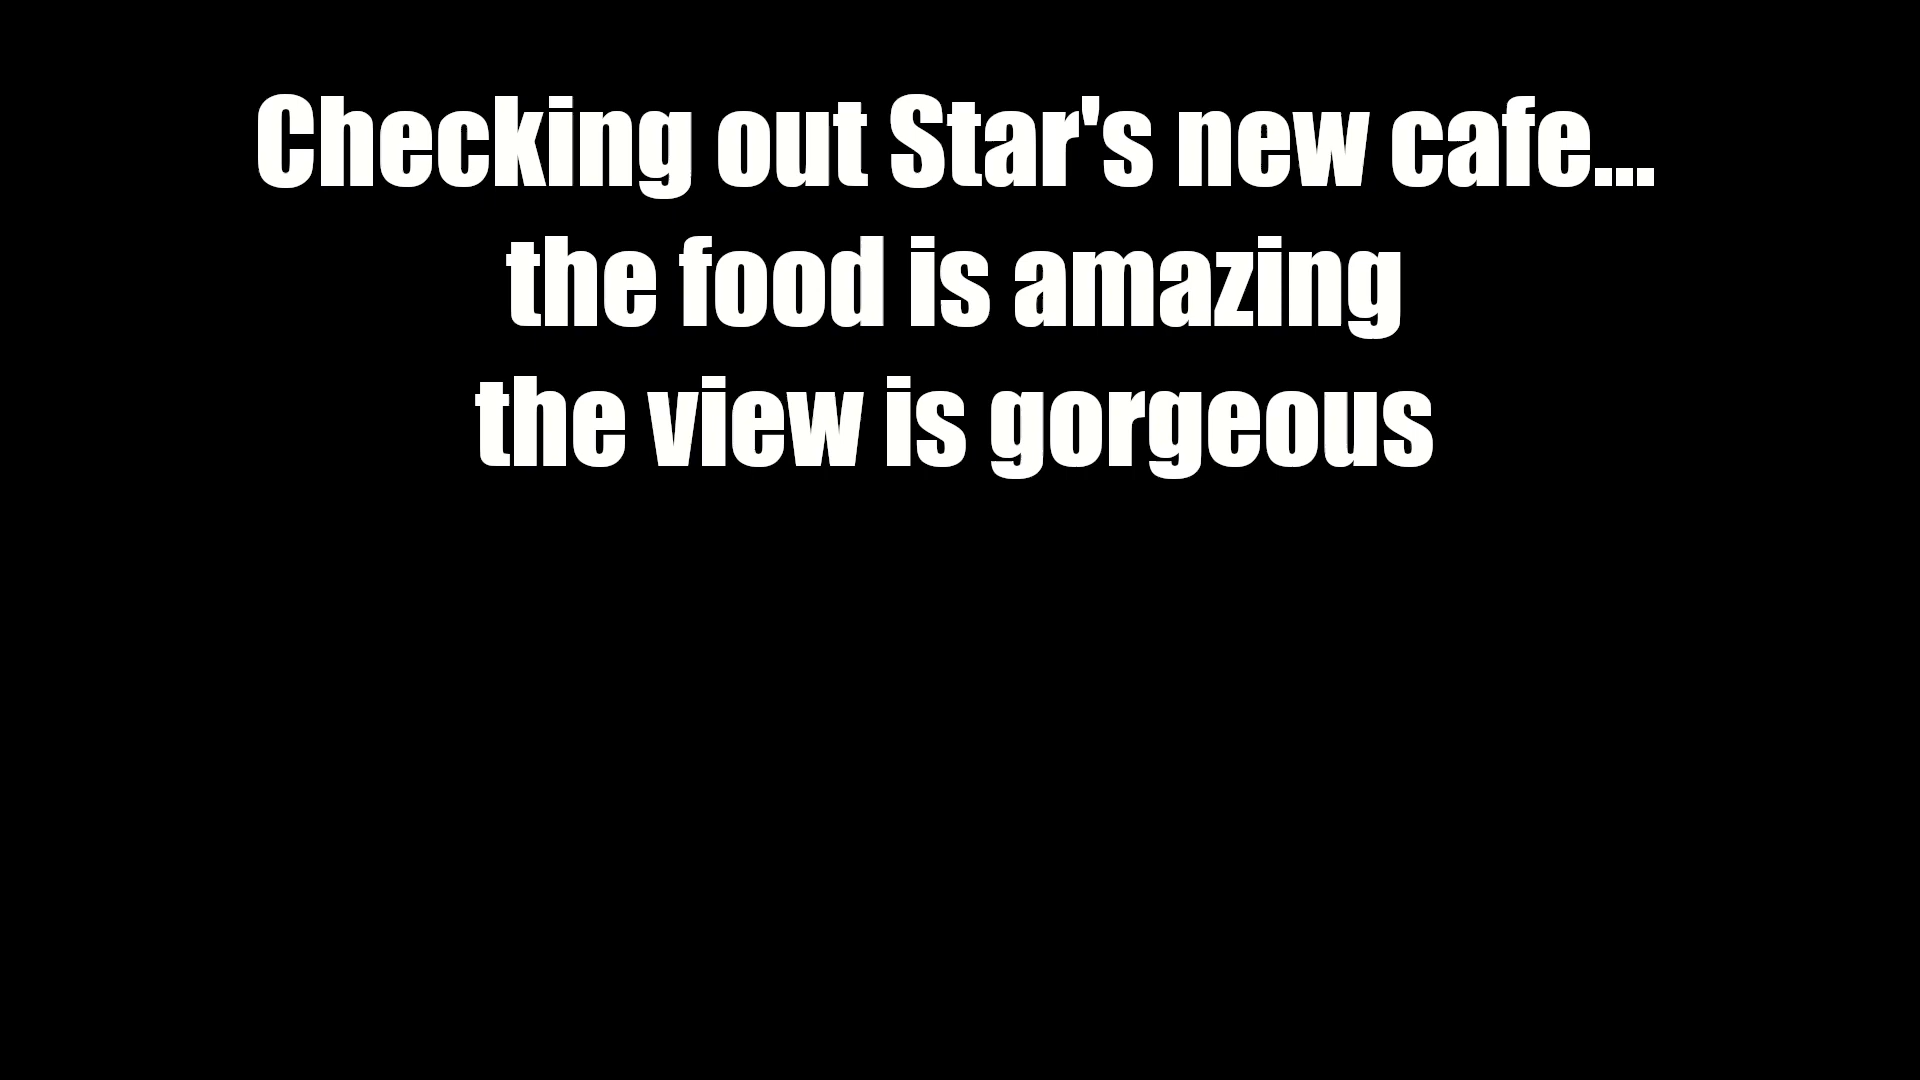 Checking out Star's new cafe...
the food is amazing
the view is gorgeous